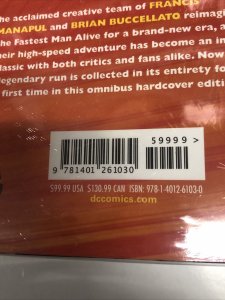 The acclaimed creative team of FRANCIS
MANAPUL and BRIAN BUCCELLATO reimagi
the Fastest Man Alive for a brand-new era, a
their high-speed adventure has become an in
classic with both critics and fans alike. Now
legendary run is collected in its entirety fo
first time in this omnibus hardcover editi
59999 >
9 781401 261030
$99.99 USA $130.99 CAN ISBN: 978-1-4012-6103-0
dccomics.com